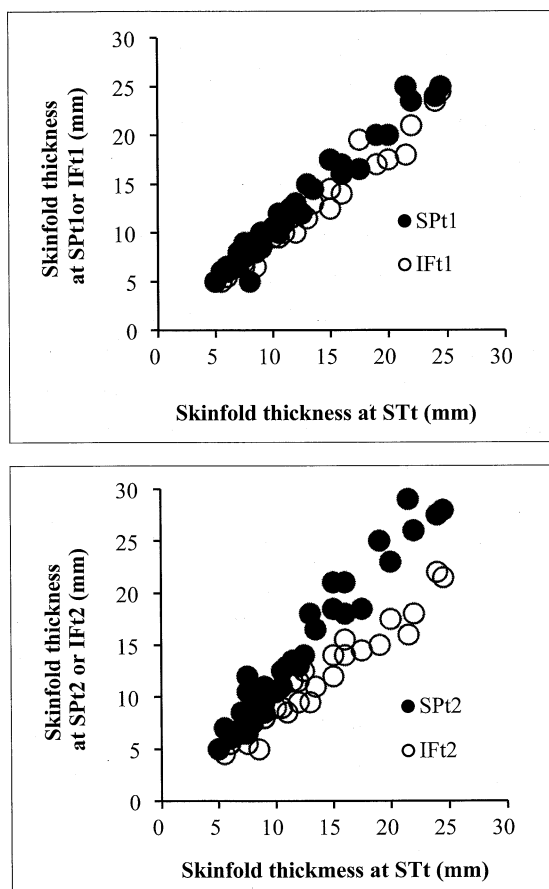 30
25
20
15
10
5
0
Skinfold thickness
at SPt1or IFt1 (mm)
SPt1
IFt1
0 5 10 15 20 25 30
Skinfold thickness at STt (mm)
30
25
20
15
10
5
0
Skinfold thickness
at SPt2 or IFt2 (mm)
SPt2
IFt2
0 5 10 15 20 25 30
Skinfold thickmess at STt (mm)